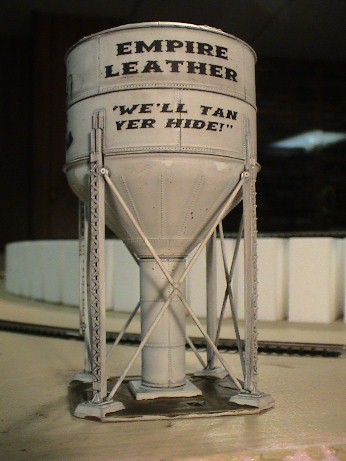 EMPIRE
LEATHER
"WE'LL TAN
YER HIDE!"